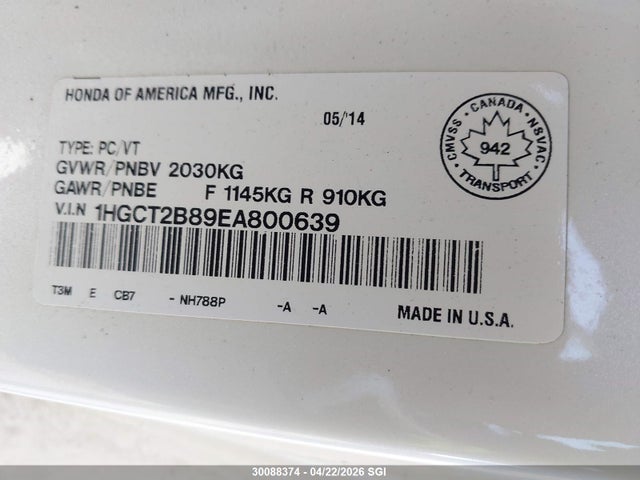 HONDA OF AMERICA MFG., INC.
05/'14
TYPE: PC/VT
GVWR/PNBV 2030KG
GAWR/PNBE F 1145KG R 910KG
V.I.N 1HGCT2B89EA800639
T3M E CB7 - NH788P -A -A
MADE IN U.S.A.
CMVSS • CANADA • NSVAC
942
• TRANSPORT •
30088374 - 04/22/2026 SGI